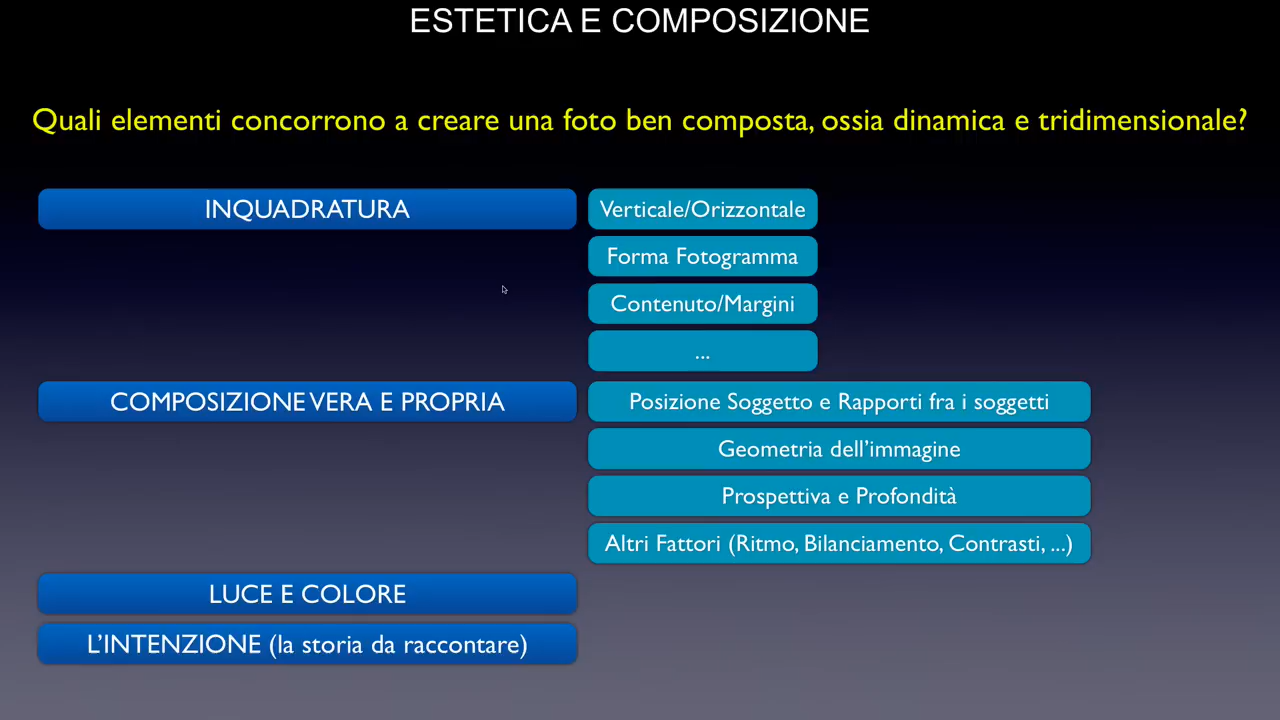 ESTETICA E COMPOSIZIONE
Quali elementi concorrono a creare una foto ben composta, ossia dinamica e tridimensionale?
INQUADRATURA
Verticale/Orizzontale
Forma Fotogramma
Contenuto/Margini
...
COMPOSIZIONE VERA E PROPRIA
Posizione Soggetto e Rapporti fra i soggetti
Geometria dell’immagine
Prospettiva e Profondità
Altri Fattori (Ritmo, Bilanciamento, Contrasti, ...)
LUCE E COLORE
L’INTENZIONE (la storia da raccontare)